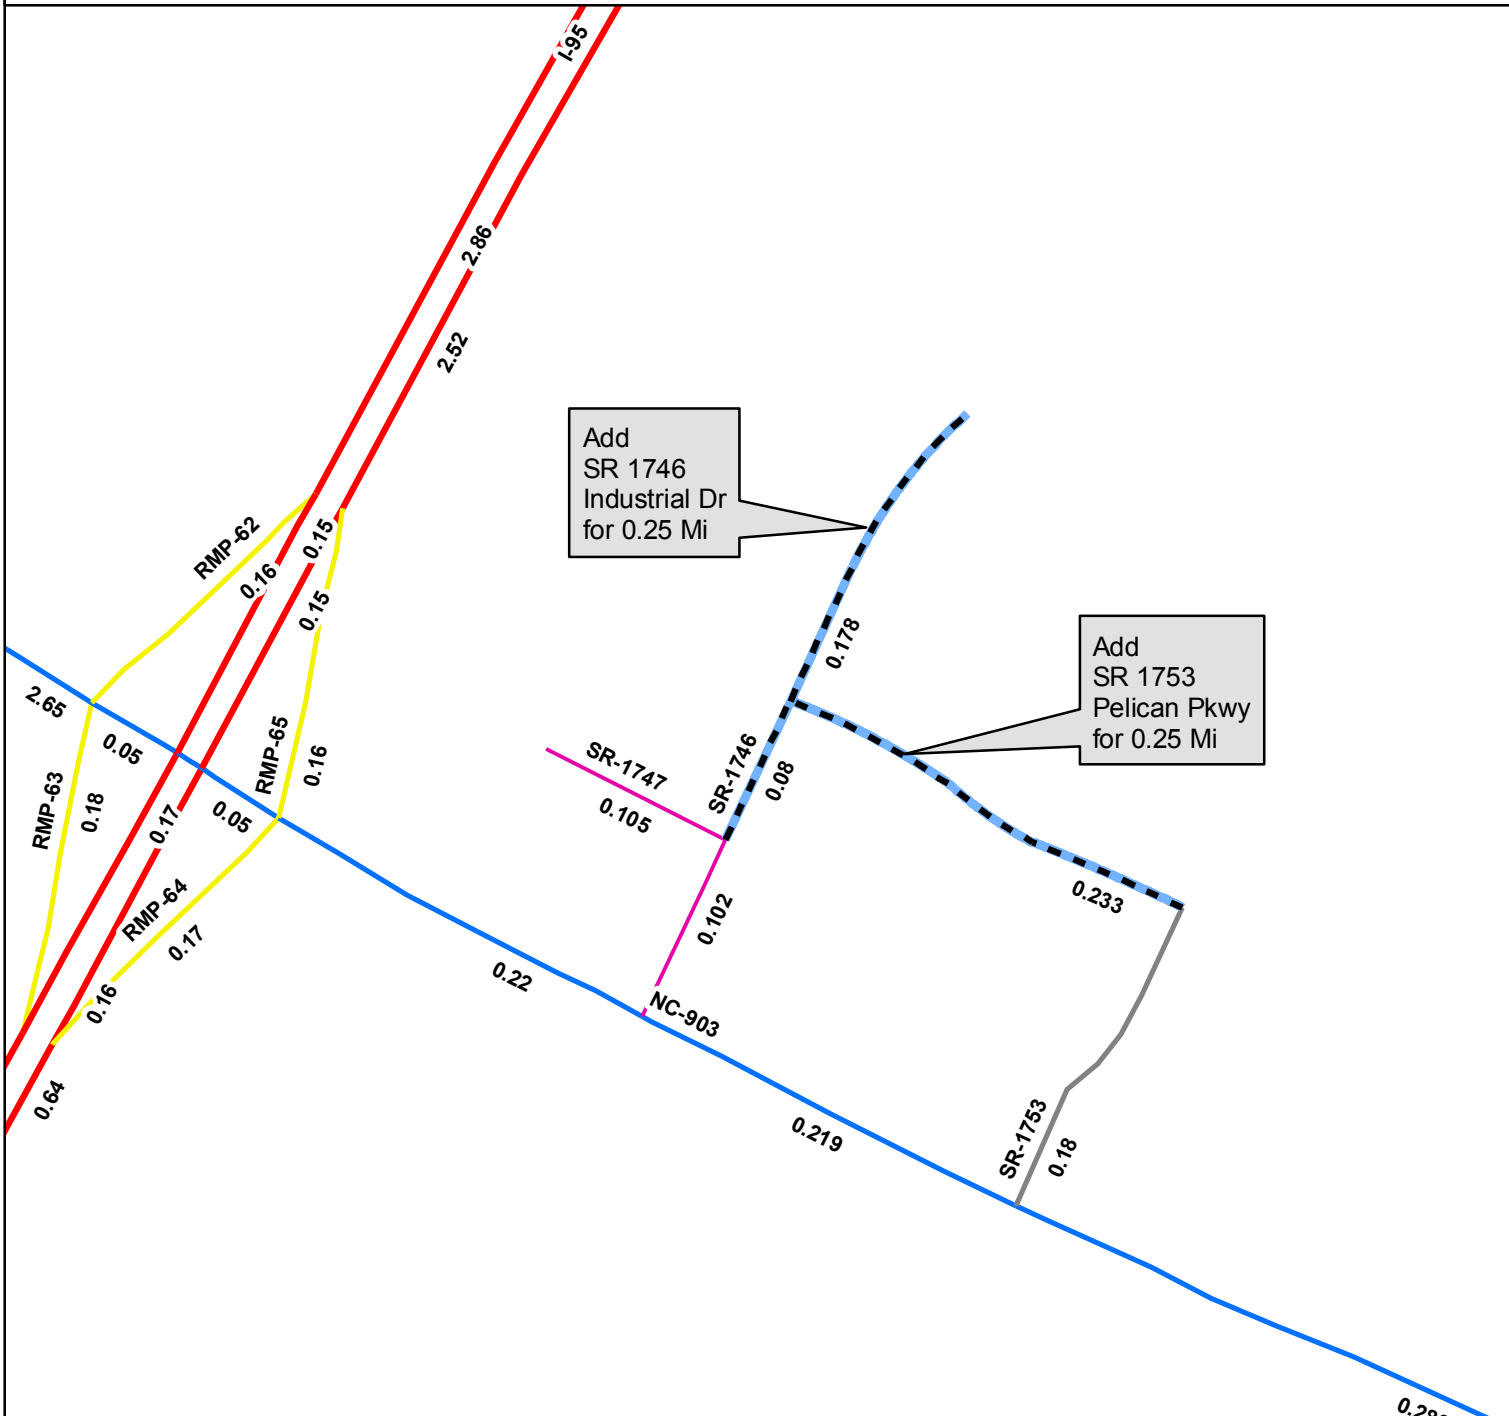 I-95
2.86
2.52
Add
SR 1746
Industrial Dr
for 0.25 Mi
RMP-62
0.15
0.16
0.15
0.178
Add
SR 1753
Pelican Pkwy
for 0.25 Mi
2.65
0.05
RMP-65
0.16
SR-1747
0.105
SR-1746
0.08
RMP-63
0.18
0.17
0.05
RMP-64
0.17
0.233
0.102
0.22
0.16
NC-903
0.64
0.219
SR-1753
0.18